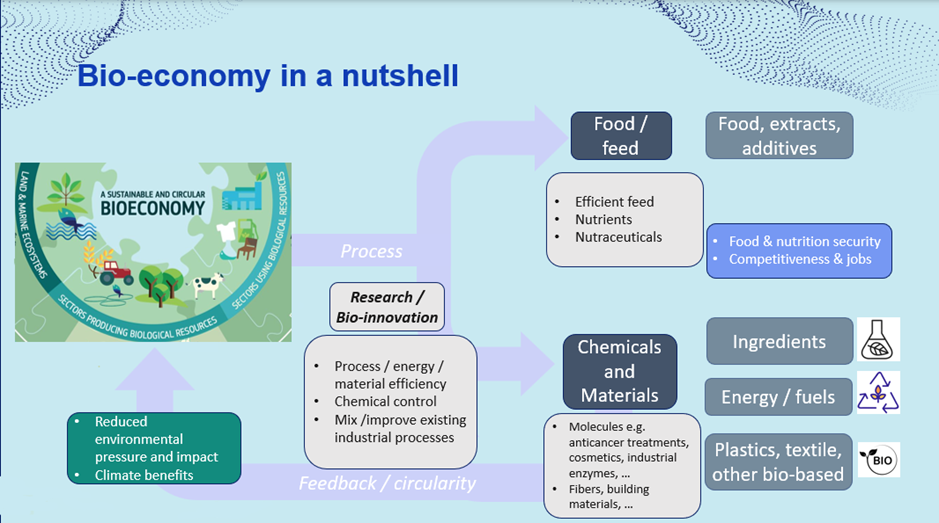 Bio-economy in a nutshell
LAND & MARINE ECOSYSTEMS
SECTORS PRODUCING BIOLOGICAL RESOURCES
SECTORS USING BIOLOGICAL RESOURCES
A SUSTAINABLE AND CIRCULAR
BIOECONOMY
Process
Research /
Bio-innovation
• Process / energy /
material efficiency
• Chemical control
• Mix /improve existing
industrial processes
Food /
feed
Food, extracts,
additives
• Efficient feed
• Nutrients
• Nutraceuticals
• Food & nutrition security
• Competitiveness & jobs
Chemicals
and
Materials
Ingredients
Energy / fuels
Plastics, textile,
other bio-based
BIO
• Molecules e.g.
anticancer treatments,
cosmetics, industrial
enzymes, ...
• Fibers, building
materials, ...
• Reduced
environmental
pressure and impact
• Climate benefits
Feedback / circularity